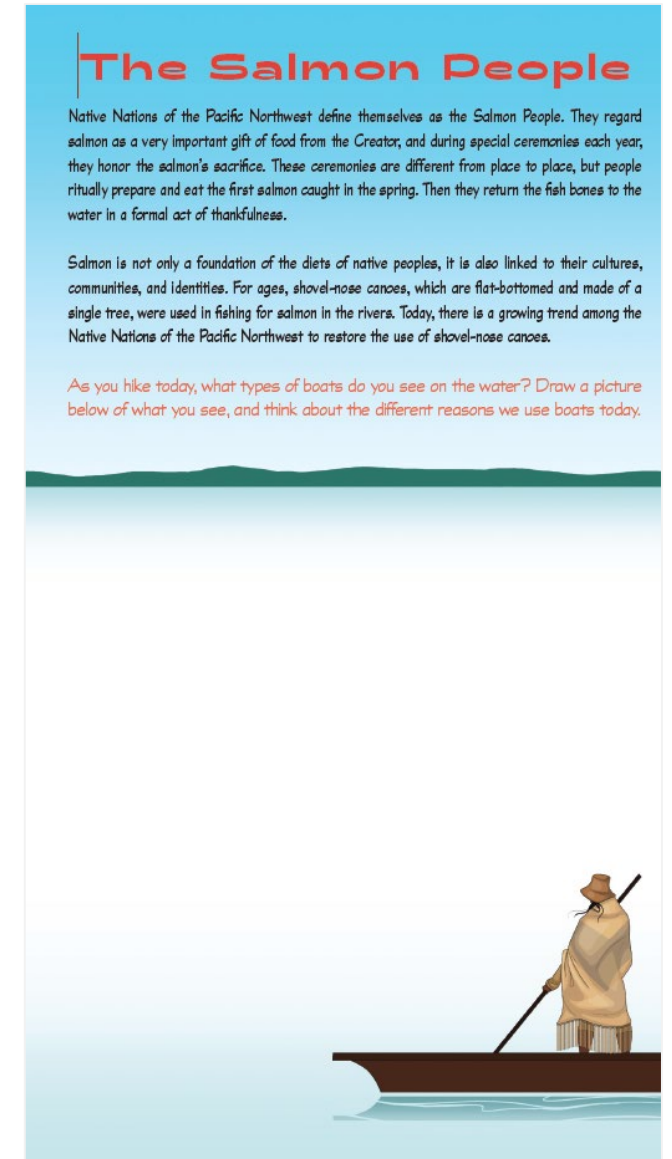 The Salmon People
Native Nations of the Pacific Northwest define themselves as the Salmon People. They regard
salmon as a very important gift of food from the Creator, and during special ceremonies each year,
they honor the salmon's sacrifice. These ceremonies are different from place to place, but people
ritually prepare and eat the first salmon caught in the spring. Then they return the fish bones to the
water in a formal act of thankfulness.
Salmon is not only a foundation of the diets of native peoples, it is also linked to their cultures,
communities, and identities. For ages, shovel-nose canoes, which are flat-bottomed and made of a
single tree, were used in fishing for salmon in the rivers. Today, there is a growing trend among the
Native Nations of the Pacific Northwest to restore the use of shovel-nose canoes.
As you hike today, what types of boats do you see on the water? Draw a picture
below of what you see, and think about the different reasons we use boats today.